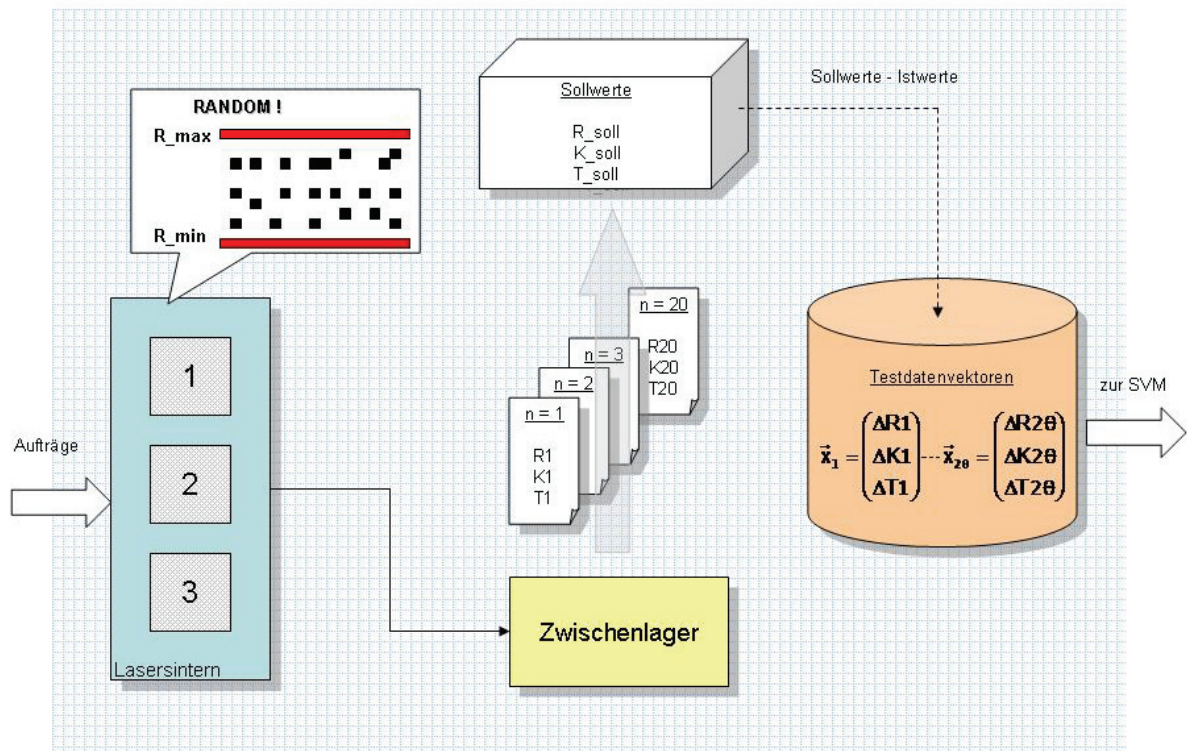 RANDOM !
R_max
R_min
Sollwerte
R_soll
K_soll
T_soll
Sollwerte - Istwerte
n = 20
R20
K20
T20
n = 3
n = 2
n = 1
R1
K1
T1
Aufträge
1
2
3
Lasersintern
Zwischenlager
Testdatenvektoren
x⃗₁ = (ΔR1 ΔK1 ΔT1) ---- x⃗₂₀ = (ΔR20 ΔK20 ΔT20)
zur SVM